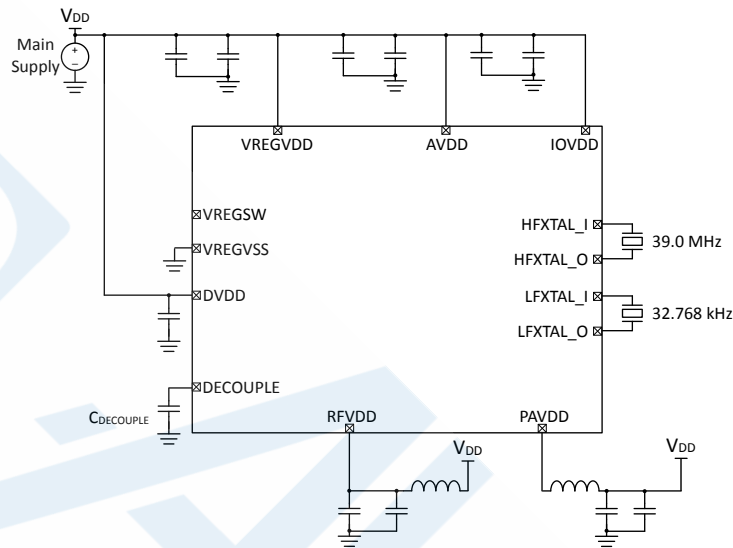 VDD
Main
Supply
+
–
VREGVDD
AVDD
IOVDD
VREGSW
HFXTAL_I
VREGVSS
39.0 MHz
HFXTAL_O
DVDD
LFXTAL_I
32.768 kHz
LFXTAL_O
DECOUPLE
CDECOUPLE
RFVDD
PAVDD
VDD
VDD